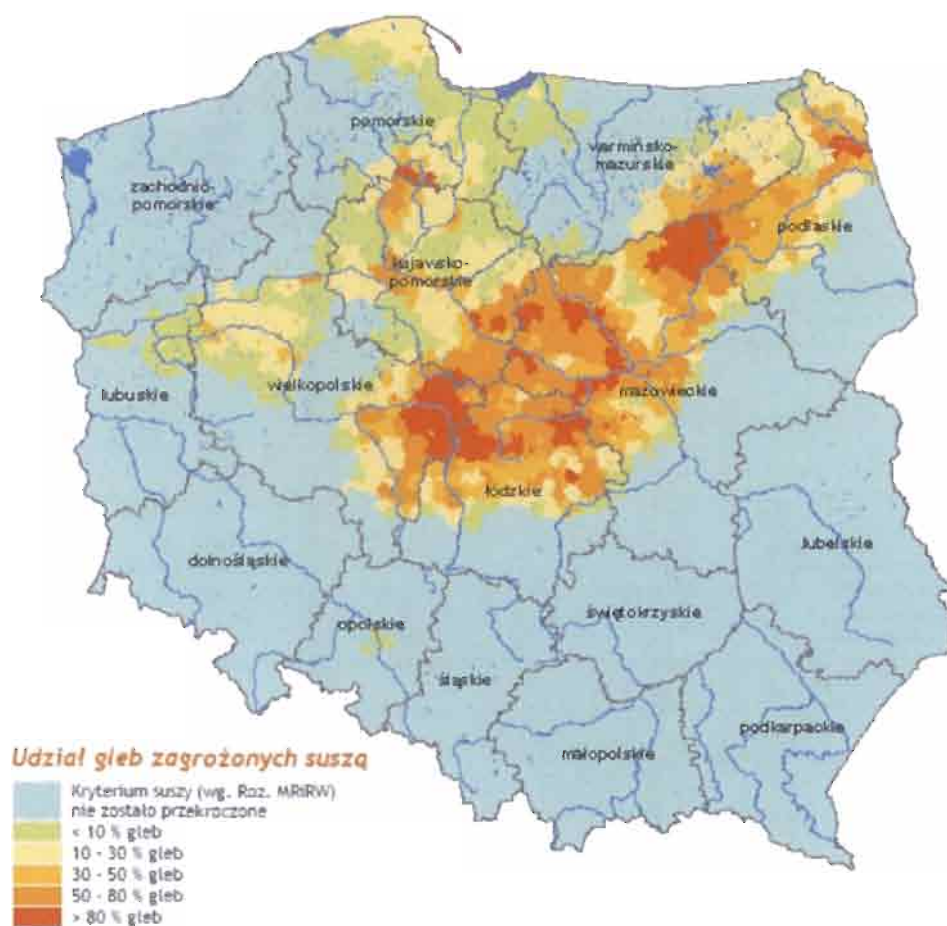 pomorskie
warmińsko-
mazurskie
zachodnio-
pomorskie
podlaskie
kujawsko-
pomorskie
wielkopolskie
mazowieckie
lubuskie
łódzkie
lubelskie
dolnośląskie
świętokrzyskie
opolskie
śląskie
podkarpackie
małopolskie
Udział gleb zagrożonych suszą
Kryterium suszy (wg. Roz. MRiRW)
nie zostało przekroczone
< 10 % gleb
10 - 30 % gleb
30 - 50 % gleb
50 - 80 % gleb
> 80 % gleb